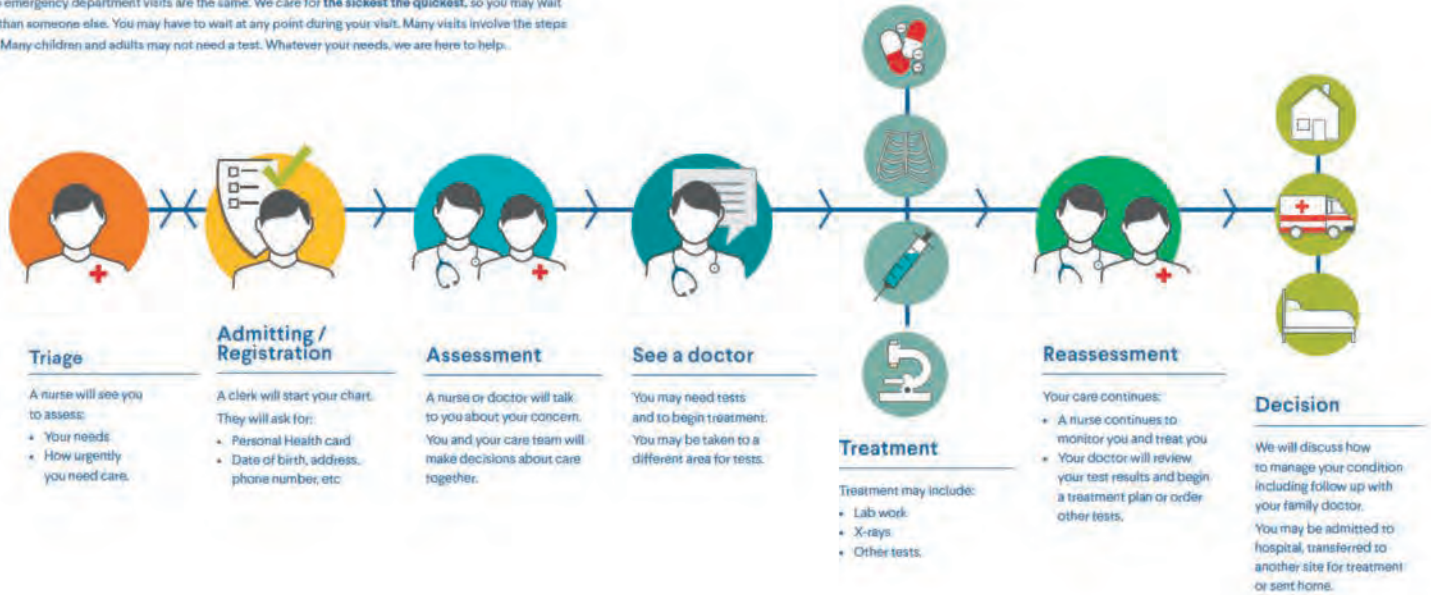 emergency department visits are the same. We care for the sickest the quickest, so you may wait
than someone else. You may have to wait at any point during your visit. Many visits involve the steps
Many children and adults may not need a test. Whatever your needs, we are here to help.
Triage
A nurse will see you
to assess:
• Your needs
• How urgently
you need care.
Admitting /
Registration
A clerk will start your chart.
They will ask for:
• Personal Health card
• Date of birth, address,
phone number, etc
Assessment
A nurse or doctor will talk
to you about your concern.
You and your care team will
make decisions about care
together.
See a doctor
You may need tests
and to begin treatment.
You may be taken to a
different area for tests.
Treatment
Treatment may include:
• Lab work
• X-rays
• Other tests.
Reassessment
Your care continues:
• A nurse continues to
monitor you and treat you
• Your doctor will review
your test results and begin
a treatment plan or order
other tests.
Decision
We will discuss how
to manage your condition
including follow up with
your family doctor.
You may be admitted to
hospital, transferred to
another site for treatment
or sent home.